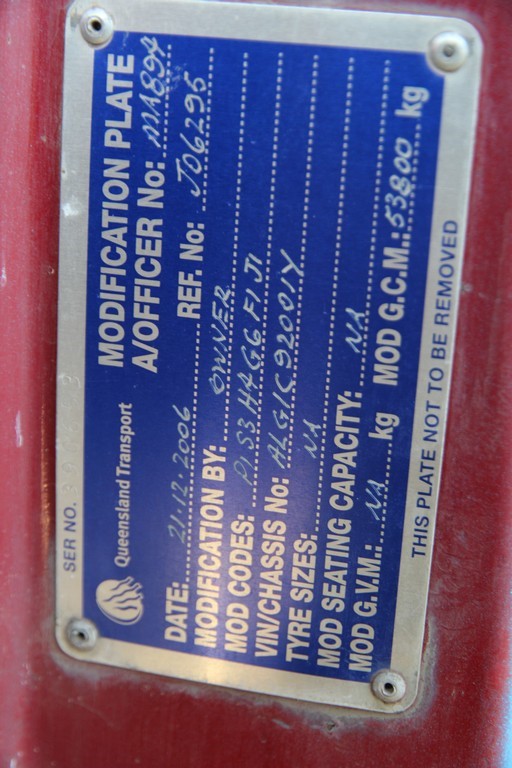 SER NO.
Queensland Transport
MODIFICATION PLATE
A/OFFICER No: MA894
DATE: 21.12.2006 REF. No: J06295
MODIFICATION BY: OWNER
MOD CODES: P1 S3 H4 G6 F1 J1
VIN/CHASSIS No: ALG1C92001Y
TYRE SIZES: NA
MOD SEATING CAPACITY: NA
MOD G.V.M.: NA kg MOD G.C.M.: 53800 kg
THIS PLATE NOT TO BE REMOVED